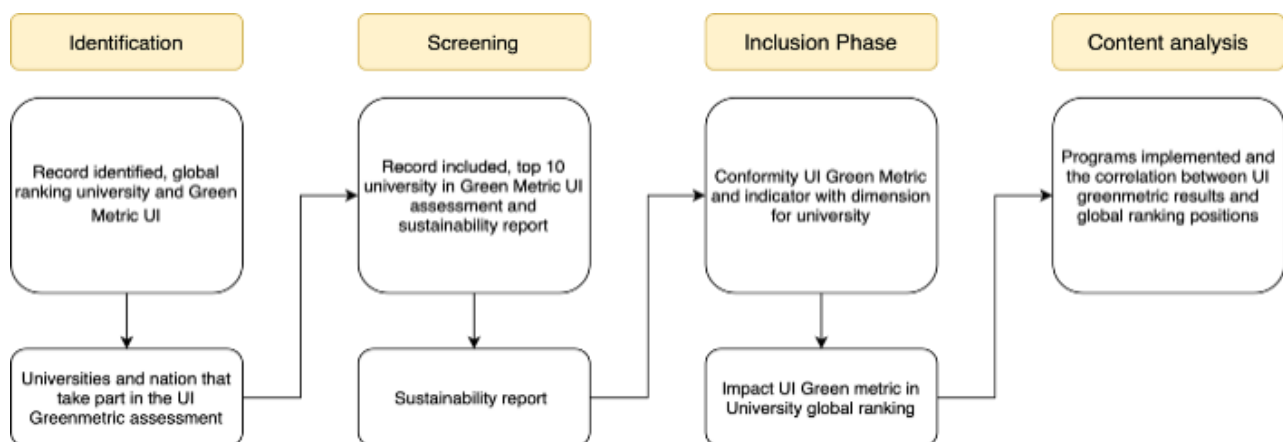 Identification
Screening
Inclusion Phase
Content analysis
Record identified, global
ranking university and Green
Metric UI
Record included, top 10
university in Green Metric UI
assessment and
sustainability report
Conformity UI Green Metric
and indicator with dimension
for university
Programs implemented and
the correlation between UI
greenmetric results and
global ranking positions
Universities and nation that
take part in the UI
Greenmetric assessment
Sustainability report
Impact UI Green metric in
University global ranking